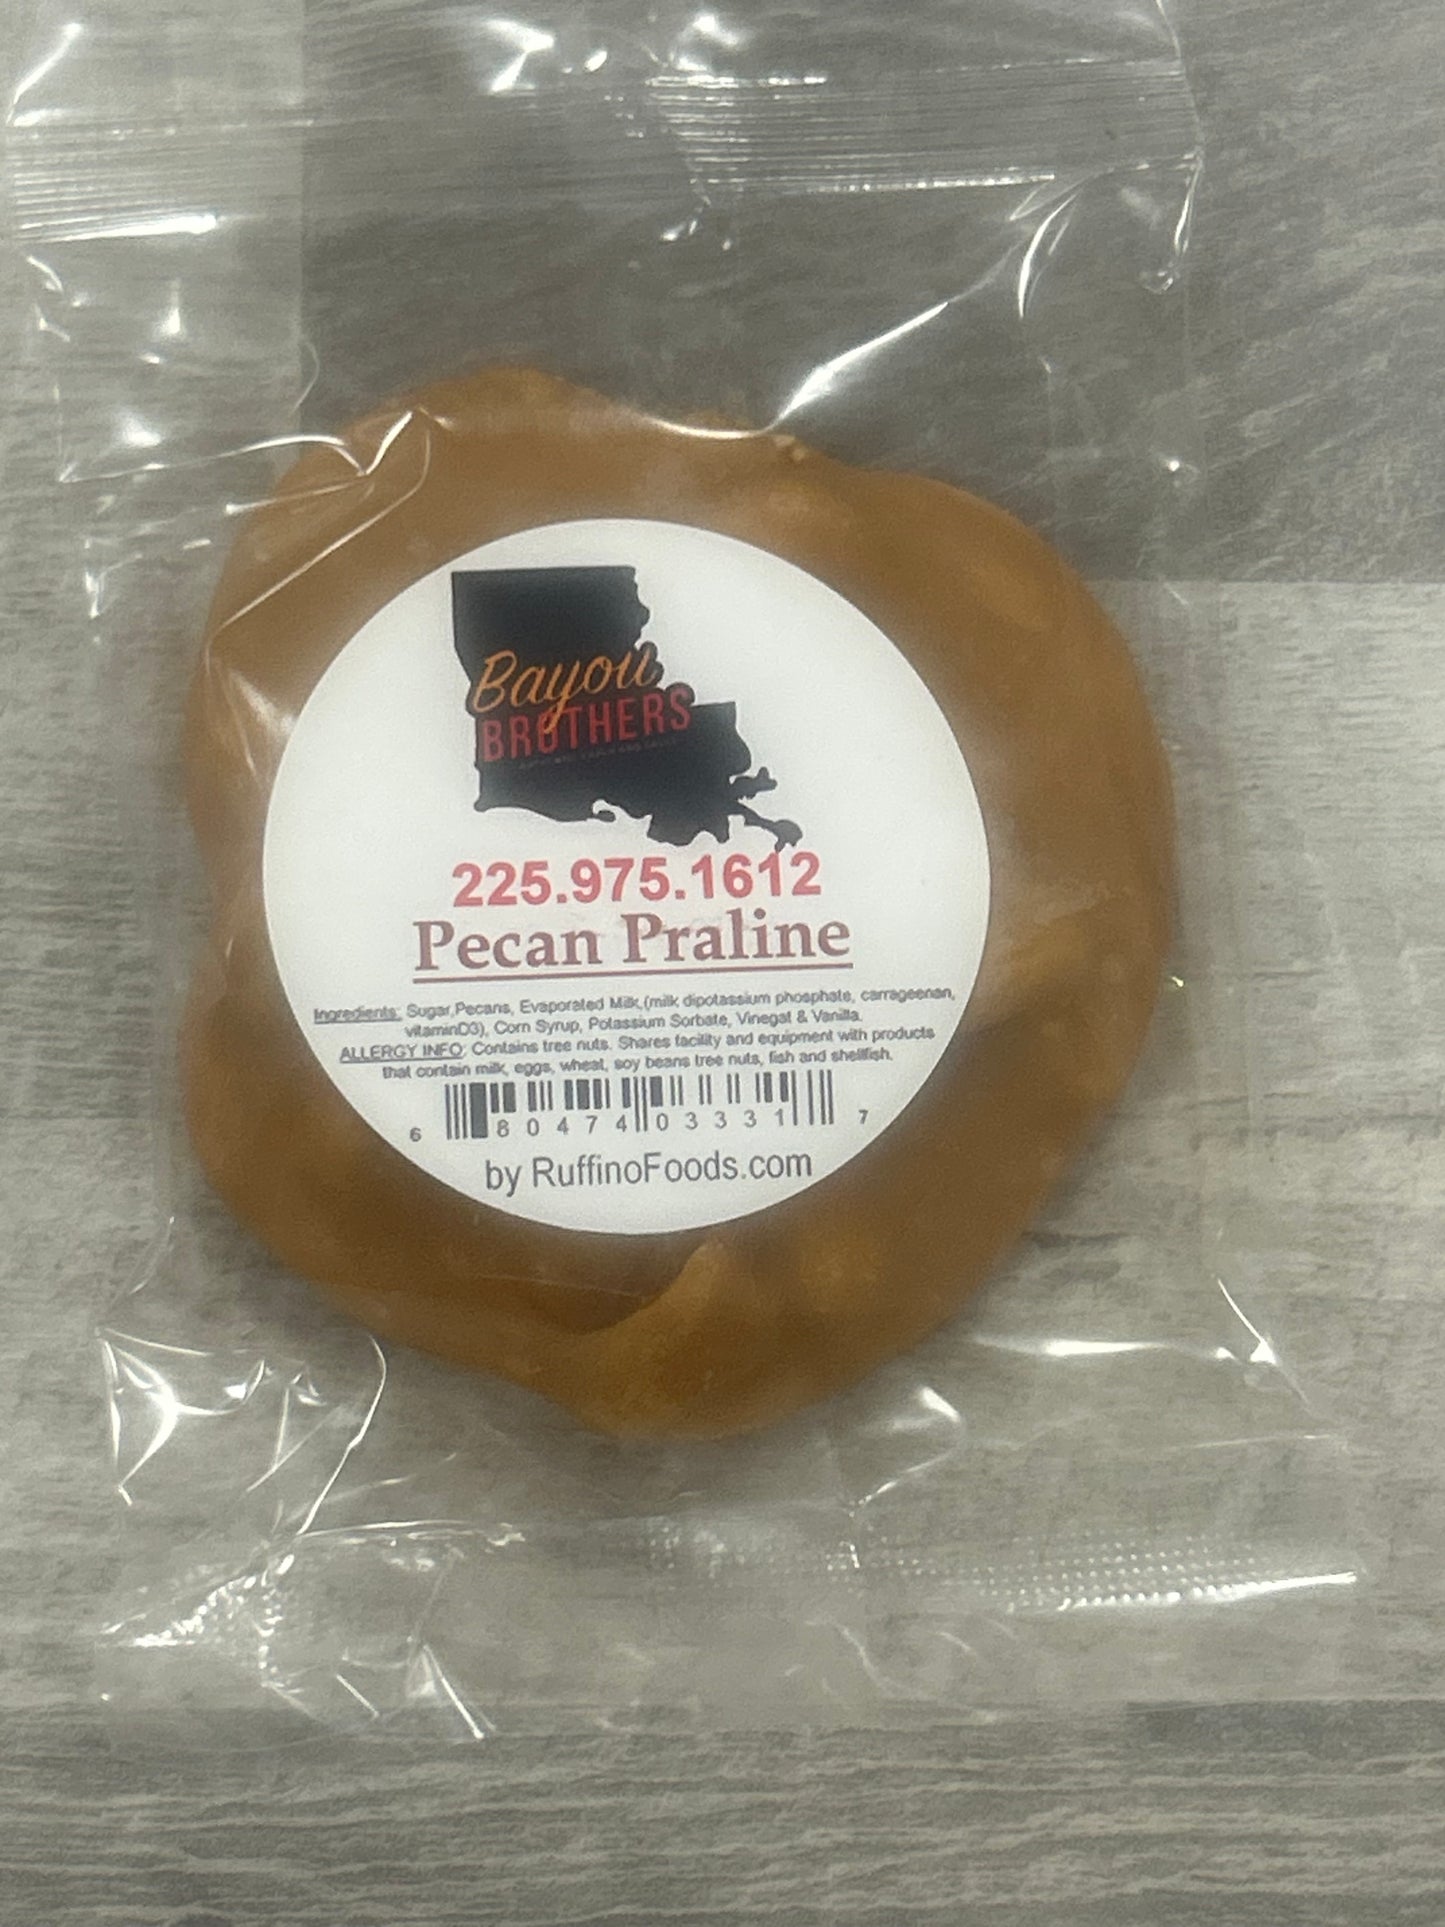 Bayou
BROTHERS
225.975.1612
Pecan Praline
Ingredients: Sugar,Pecans, Evaporated Milk,(milk dipotassium phosphate, carrageenan,
vitaminD3), Corn Syrup, Potassium Sorbate, Vinegar & Vanilla.
ALLERGY INFO: Contains tree nuts. Shares facility and equipment with products
that contain milk, eggs, wheat, soy beans tree nuts, fish and shellfish.
6 80474 03331 7
by RuffinoFoods.com